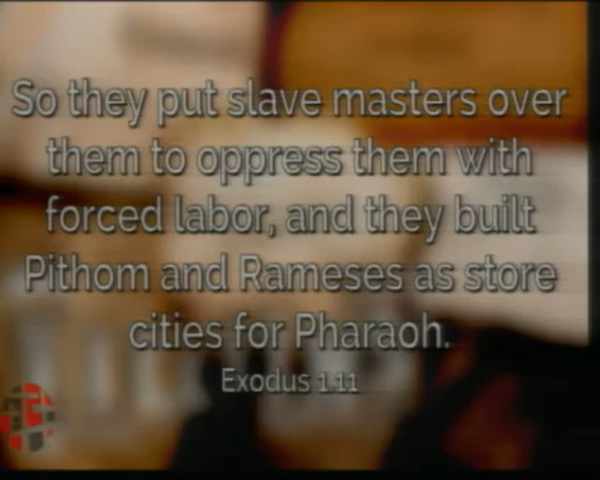 So they put slave masters over
them to oppress them with
forced labor, and they built
Pithom and Rameses as store
cities for Pharaoh.
Exodus 1.11